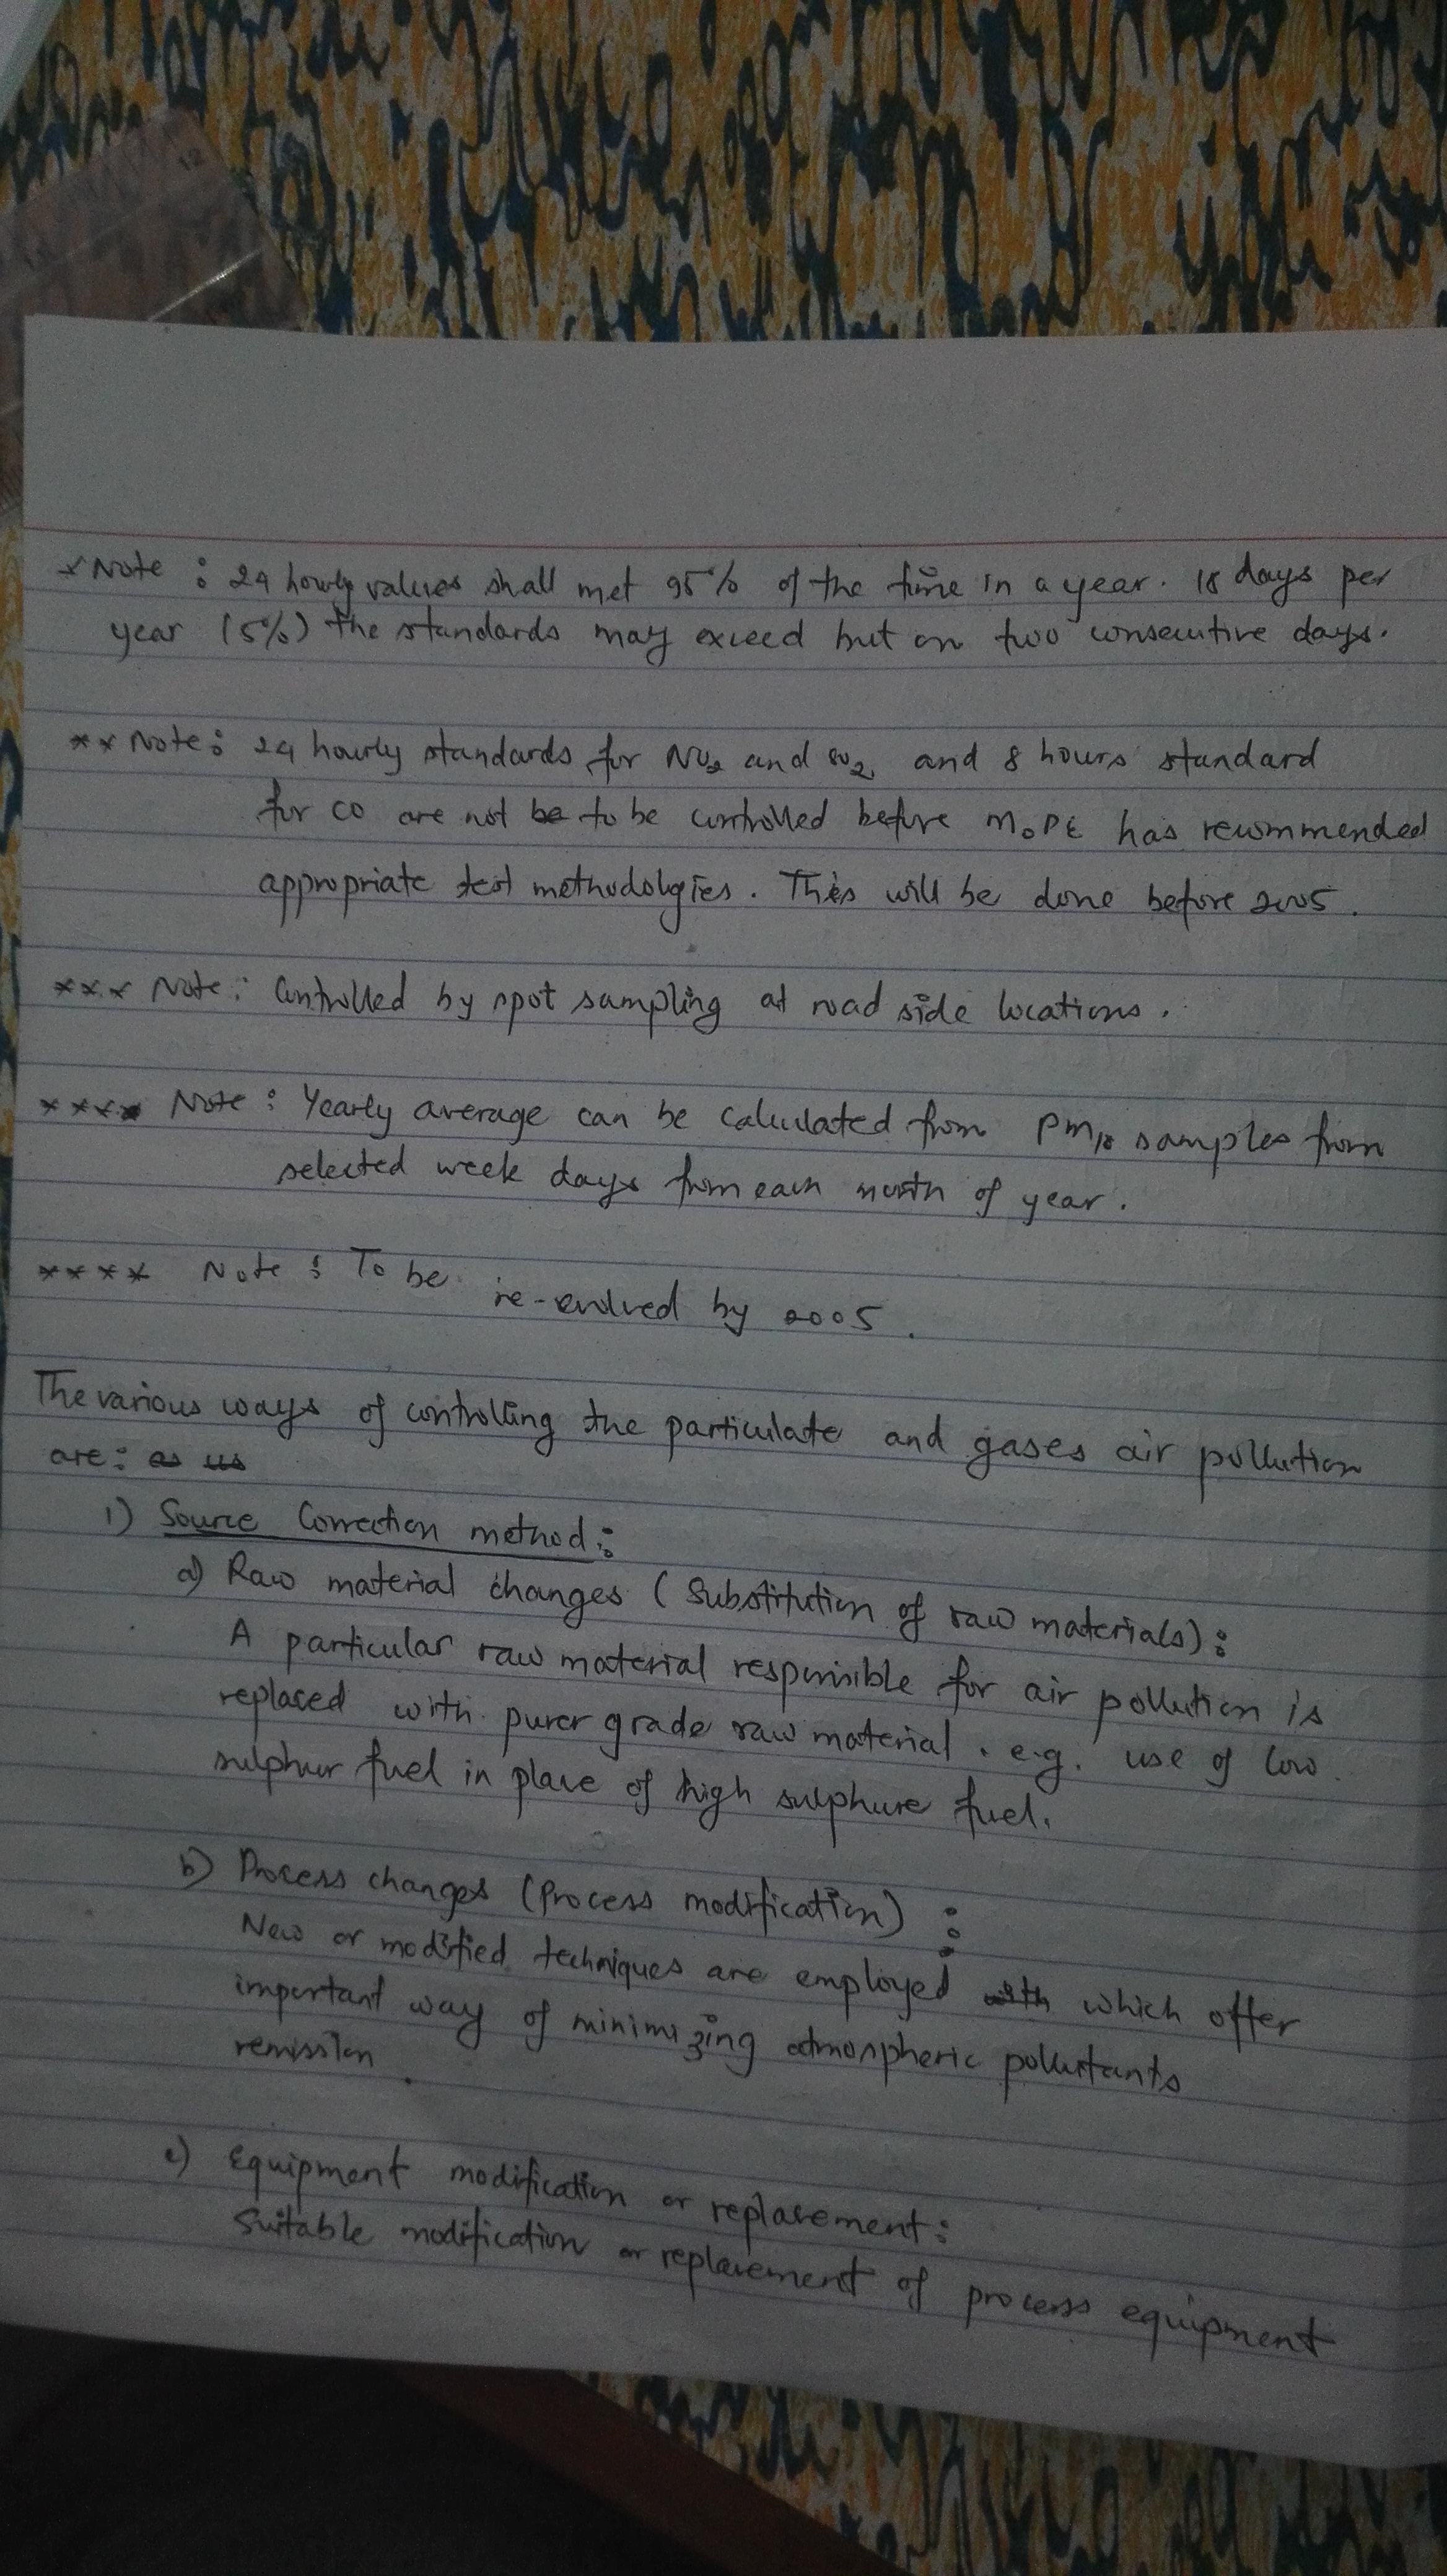 * Note : 24 hourly values shall met 95% of the time in a year. 18 days per
year (5%) the standards may exceed but on two consecutive days.
** Note: 24 hourly standards for NO2 and SO2 and 8 hours standard
for CO are not be to be controlled before MoPE has recommended
appropriate test methodologies. This will be done before 2005.
*** Note: Controlled by spot sampling at road side locations.
**** Note : Yearly average can be calculated from PM10 samples from
selected week days from each month of year.
**** Note : To be re-evolved by 2005.
The various ways of controlling the particulate and gases air pollution
are: as us
1) Source Correction method:
a) Raw material changes (Substitution of raw materials):
A particular raw material responsible for air pollution is
replaced with purer grade raw material. e.g. use of low
sulphur fuel in place of high sulphure fuel.
b) Process changes (Process modification) :
New or modified techniques are employed with which offer
important way of minimizing atmospheric pollutants
remission.
c) Equipment modification or replacement:
Suitable modification or replacement of process equipment